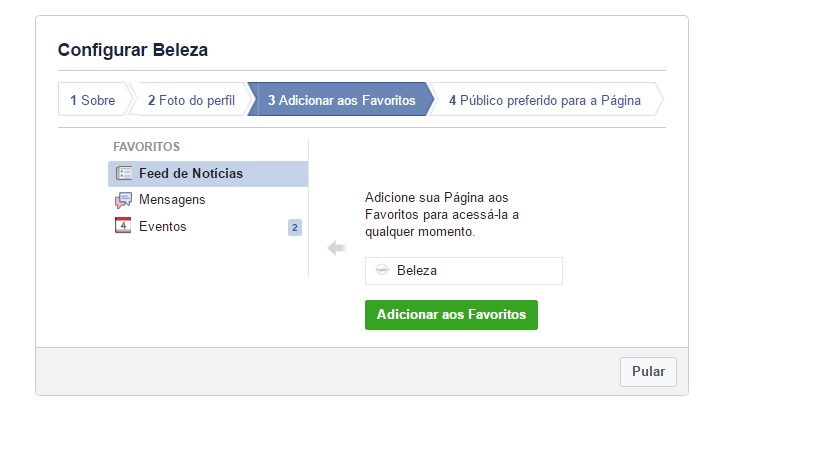 Configurar Beleza
1 Sobre
2 Foto do perfil
3 Adicionar aos Favoritos
4 Público preferido para a Página
FAVORITOS
Feed de Notícias
Mensagens
4
Eventos
2
Adicione sua Página aos
Favoritos para acessá-la a
qualquer momento.
Beleza
Adicionar aos Favoritos
Pular